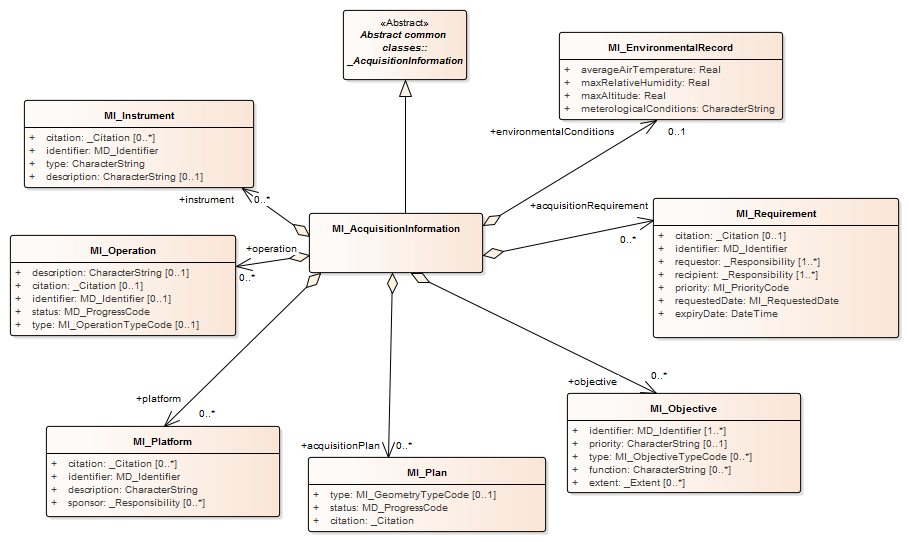 «Abstract»
Abstract common
classes::
_AcquisitionInformation
MI_EnvironmentalRecord
+ averageAirTemperature: Real
+ maxRelativeHumidity: Real
+ maxAltitude: Real
+ meterologicalConditions: CharacterString
MI_Instrument
+ citation: _Citation [0..*]
+ identifier: MD_Identifier
+ type: CharacterString
+ description: CharacterString [0..1]
+environmentalConditions
0..1
+instrument
0..*
+acquisitionRequirement
0..*
MI_AcquisitionInformation
MI_Requirement
+ citation: _Citation [0..1]
+ identifier: MD_Identifier
+ requestor: _Responsibility [1..*]
+ recipient: _Responsibility [1..*]
+ priority: MI_PriorityCode
+ requestedDate: MI_RequestedDate
+ expiryDate: DateTime
MI_Operation
+ description: CharacterString [0..1]
+ citation: _Citation [0..1]
+ identifier: MD_Identifier [0..1]
+ status: MD_ProgressCode
+ type: MI_OperationTypeCode [0..1]
+operation
0..*
+platform
0..*
+acquisitionPlan
0..*
+objective
0..*
MI_Platform
+ citation: _Citation [0..*]
+ identifier: MD_Identifier
+ description: CharacterString
+ sponsor: _Responsibility [0..*]
MI_Plan
+ type: MI_GeometryTypeCode [0..1]
+ status: MD_ProgressCode
+ citation: _Citation
MI_Objective
+ identifier: MD_Identifier [1..*]
+ priority: CharacterString [0..1]
+ type: MI_ObjectiveTypeCode [0..*]
+ function: CharacterString [0..*]
+ extent: _Extent [0..*]